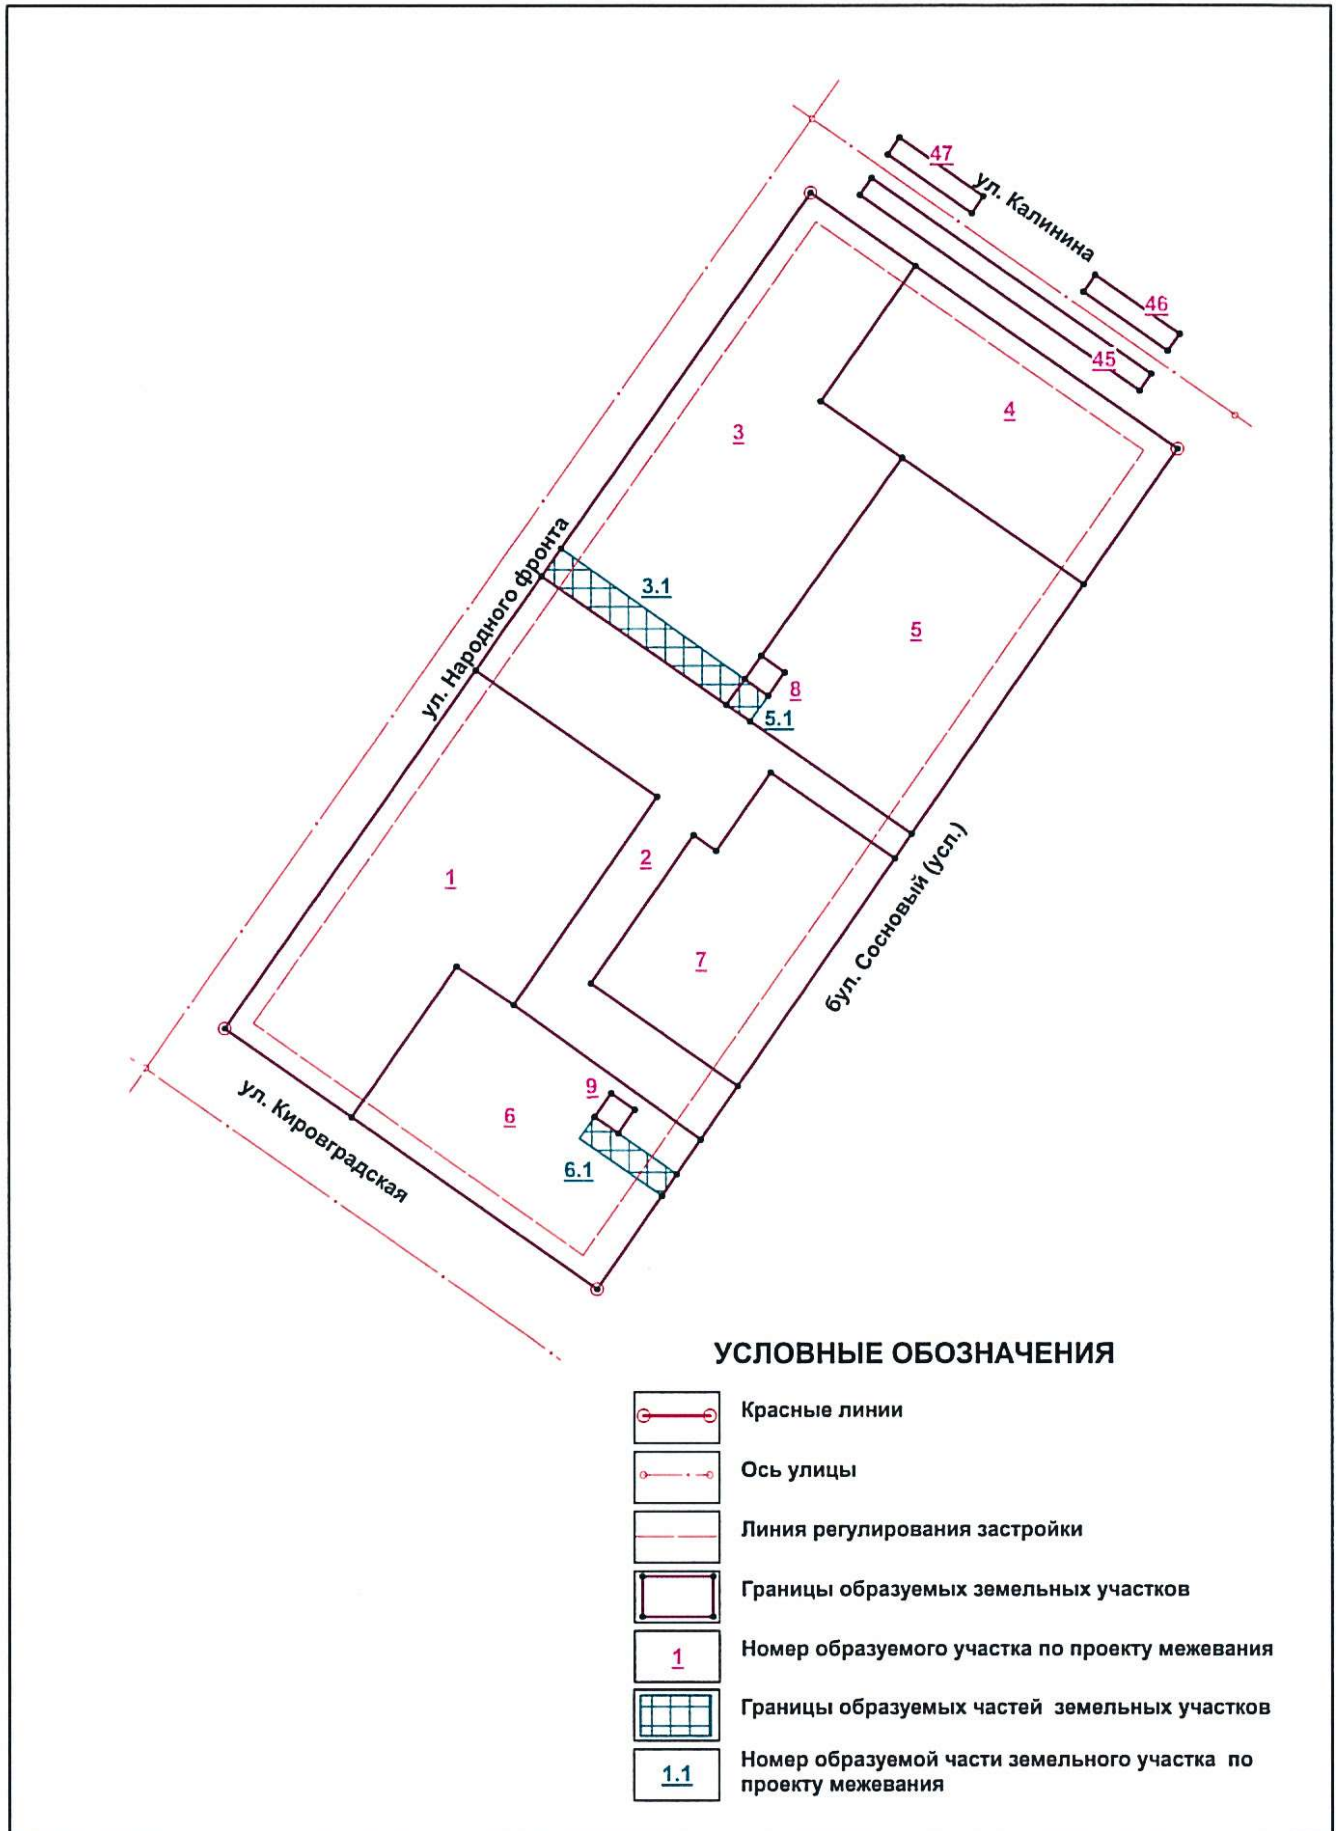 47
ул. Калинина
46
45
4
3
ул. Народного фронта
3.1
5
8
5.1
2
1
бул. Сосновый (усл.)
7
9
6
6.1
ул. Кировградская
УСЛОВНЫЕ ОБОЗНАЧЕНИЯ
Красные линии
Ось улицы
Линия регулирования застройки
Границы образуемых земельных участков
1
Номер образуемого участка по проекту межевания
Границы образуемых частей земельных участков
1.1
Номер образуемой части земельного участка по
проекту межевания